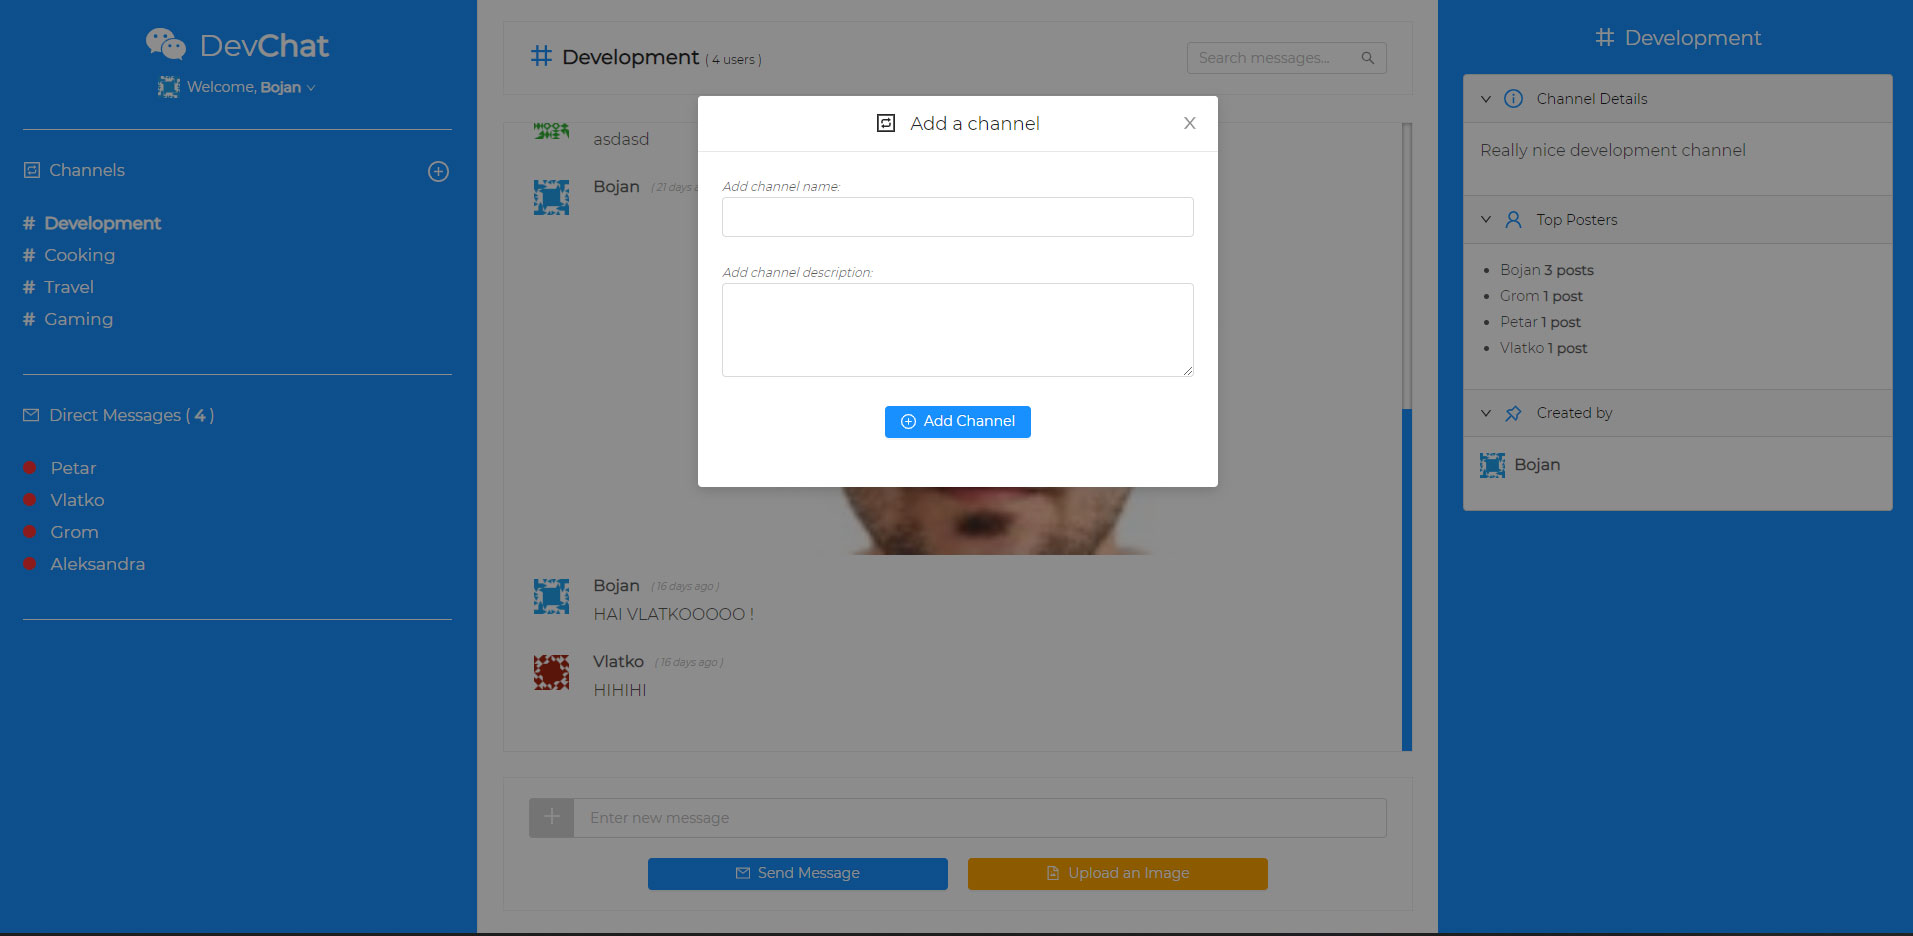 DevChat
Welcome, Bojan
Channels
# Development
# Cooking
# Travel
# Gaming
Direct Messages ( 4 )
Petar
Vlatko
Grom
Aleksandra
# Development ( 4 users )
Search messages...
asdasd
Bojan ( 21 days
Add a channel
X
Add channel name:
Add channel description:
Add Channel
Bojan ( 16 days ago )
HAI VLATKOOOOO !
Vlatko ( 16 days ago )
HIHIHI
+ Enter new message
Send Message
Upload an Image
# Development
Channel Details
Really nice development channel
Top Posters
• Bojan 3 posts
• Grom 1 post
• Petar 1 post
• Vlatko 1 post
Created by
Bojan